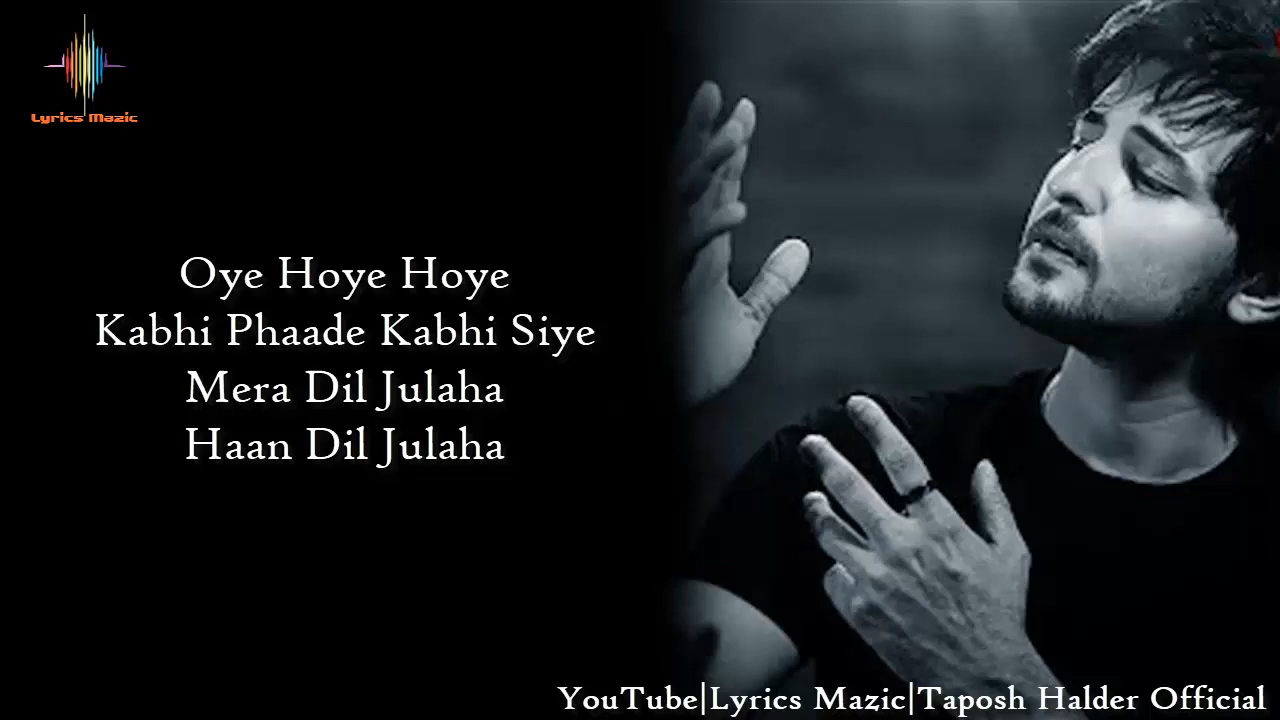 Lyrics Mazic
Oye Hoye Hoye
Kabhi Phaade Kabhi Siye
Mera Dil Julaha
Haan Dil Julaha
YouTube|Lyrics Mazic|Taposh Halder Official